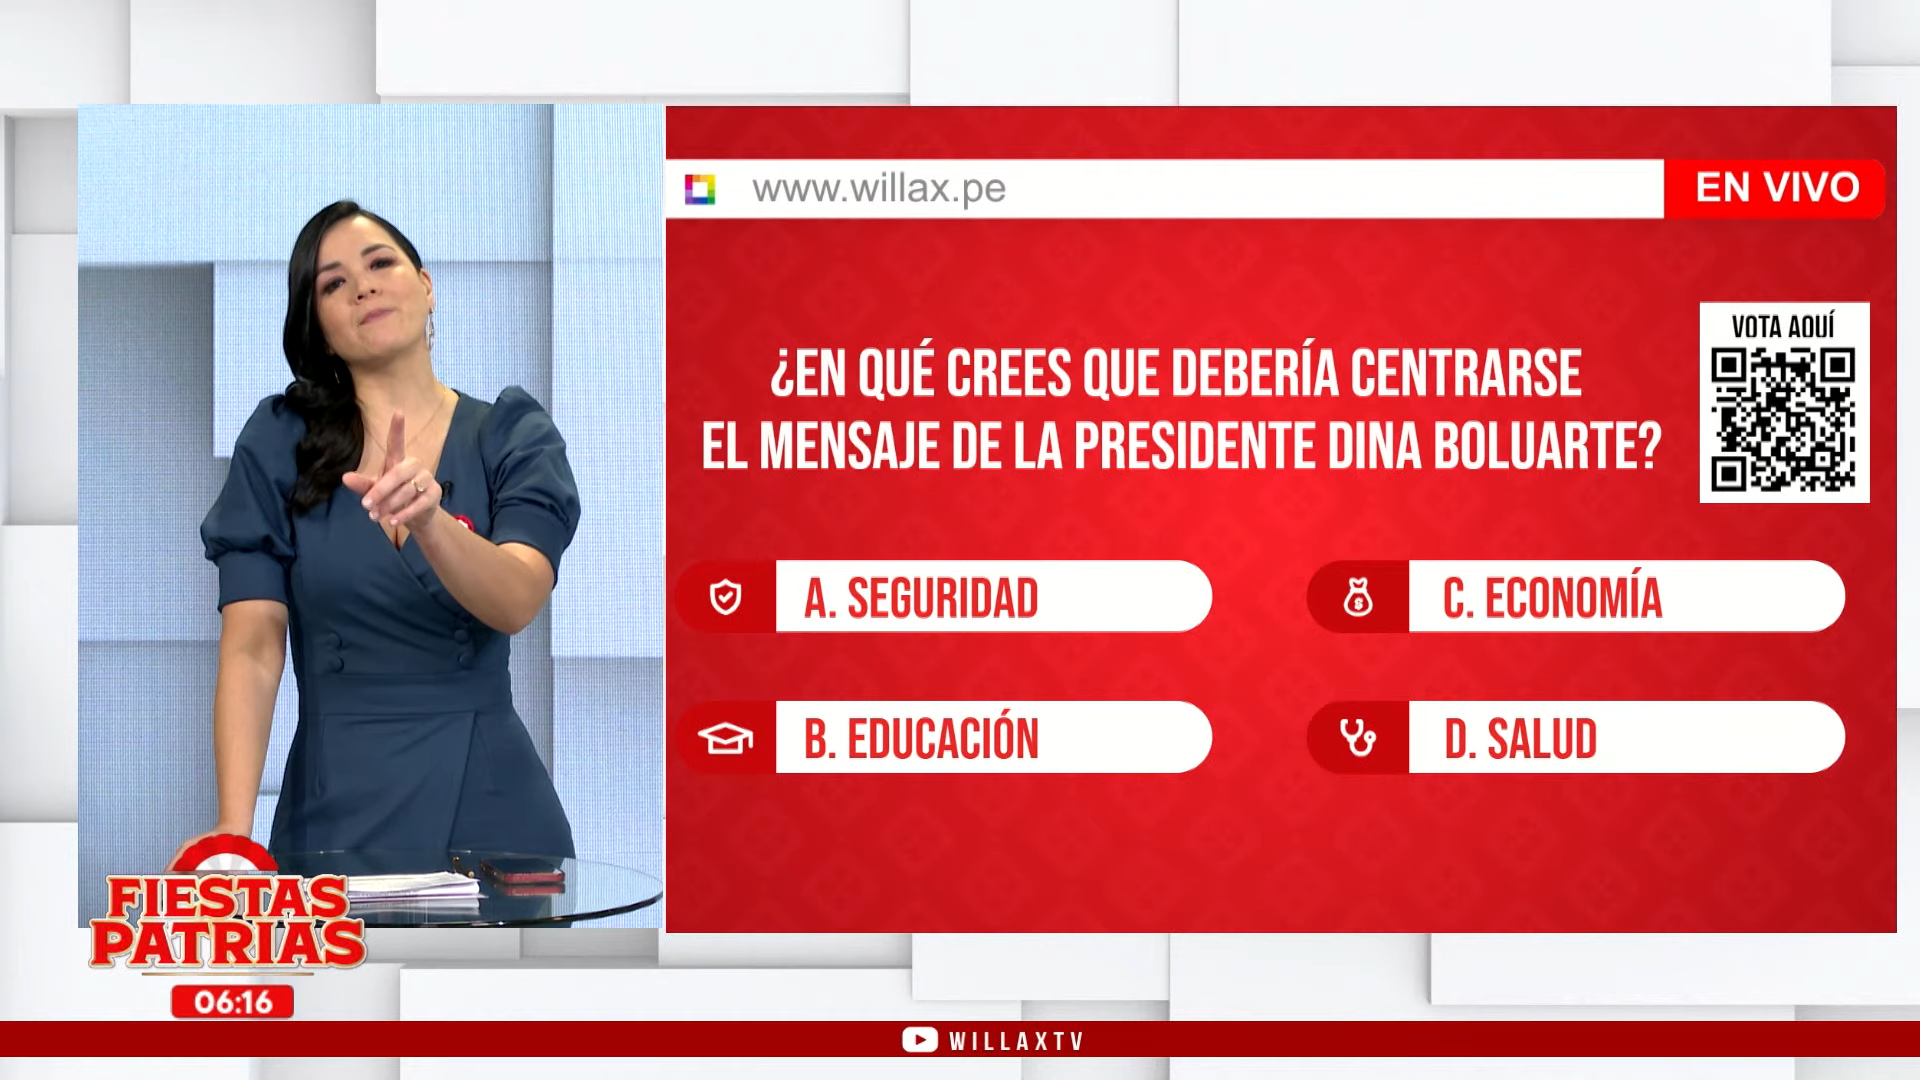 www.willax.pe
EN VIVO
VOTA AQUÍ
¿EN QUÉ CREES QUE DEBERÍA CENTRARSE
EL MENSAJE DE LA PRESIDENTE DINA BOLUARTE?
A. SEGURIDAD
C. ECONOMÍA
B. EDUCACIÓN
D. SALUD
FIESTAS
PATRIAS
06:16
WILLAXTV